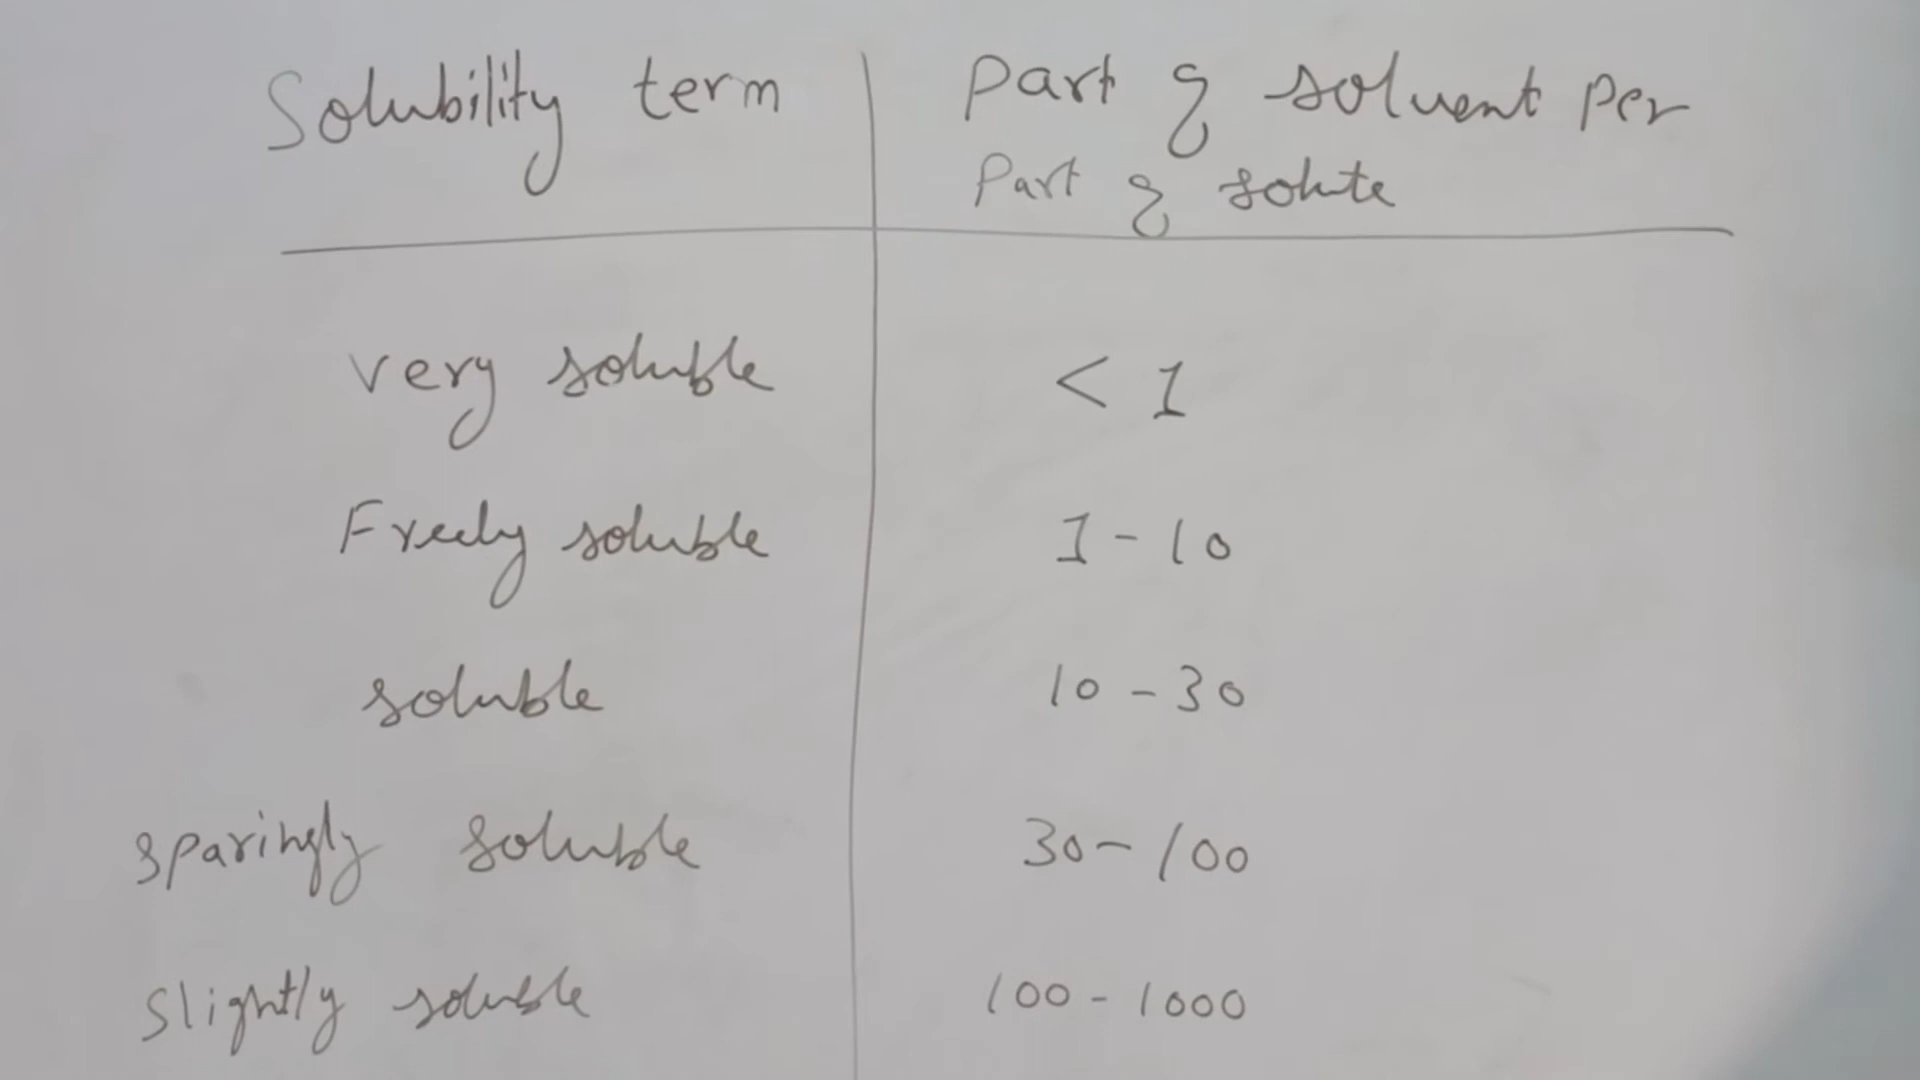 Solubility term
Part of solvent per
Part of solute
very soluble
< 1
Freely soluble
1 - 10
soluble
10 - 30
sparingly soluble
30 - 100
slightly soluble
100 - 1000